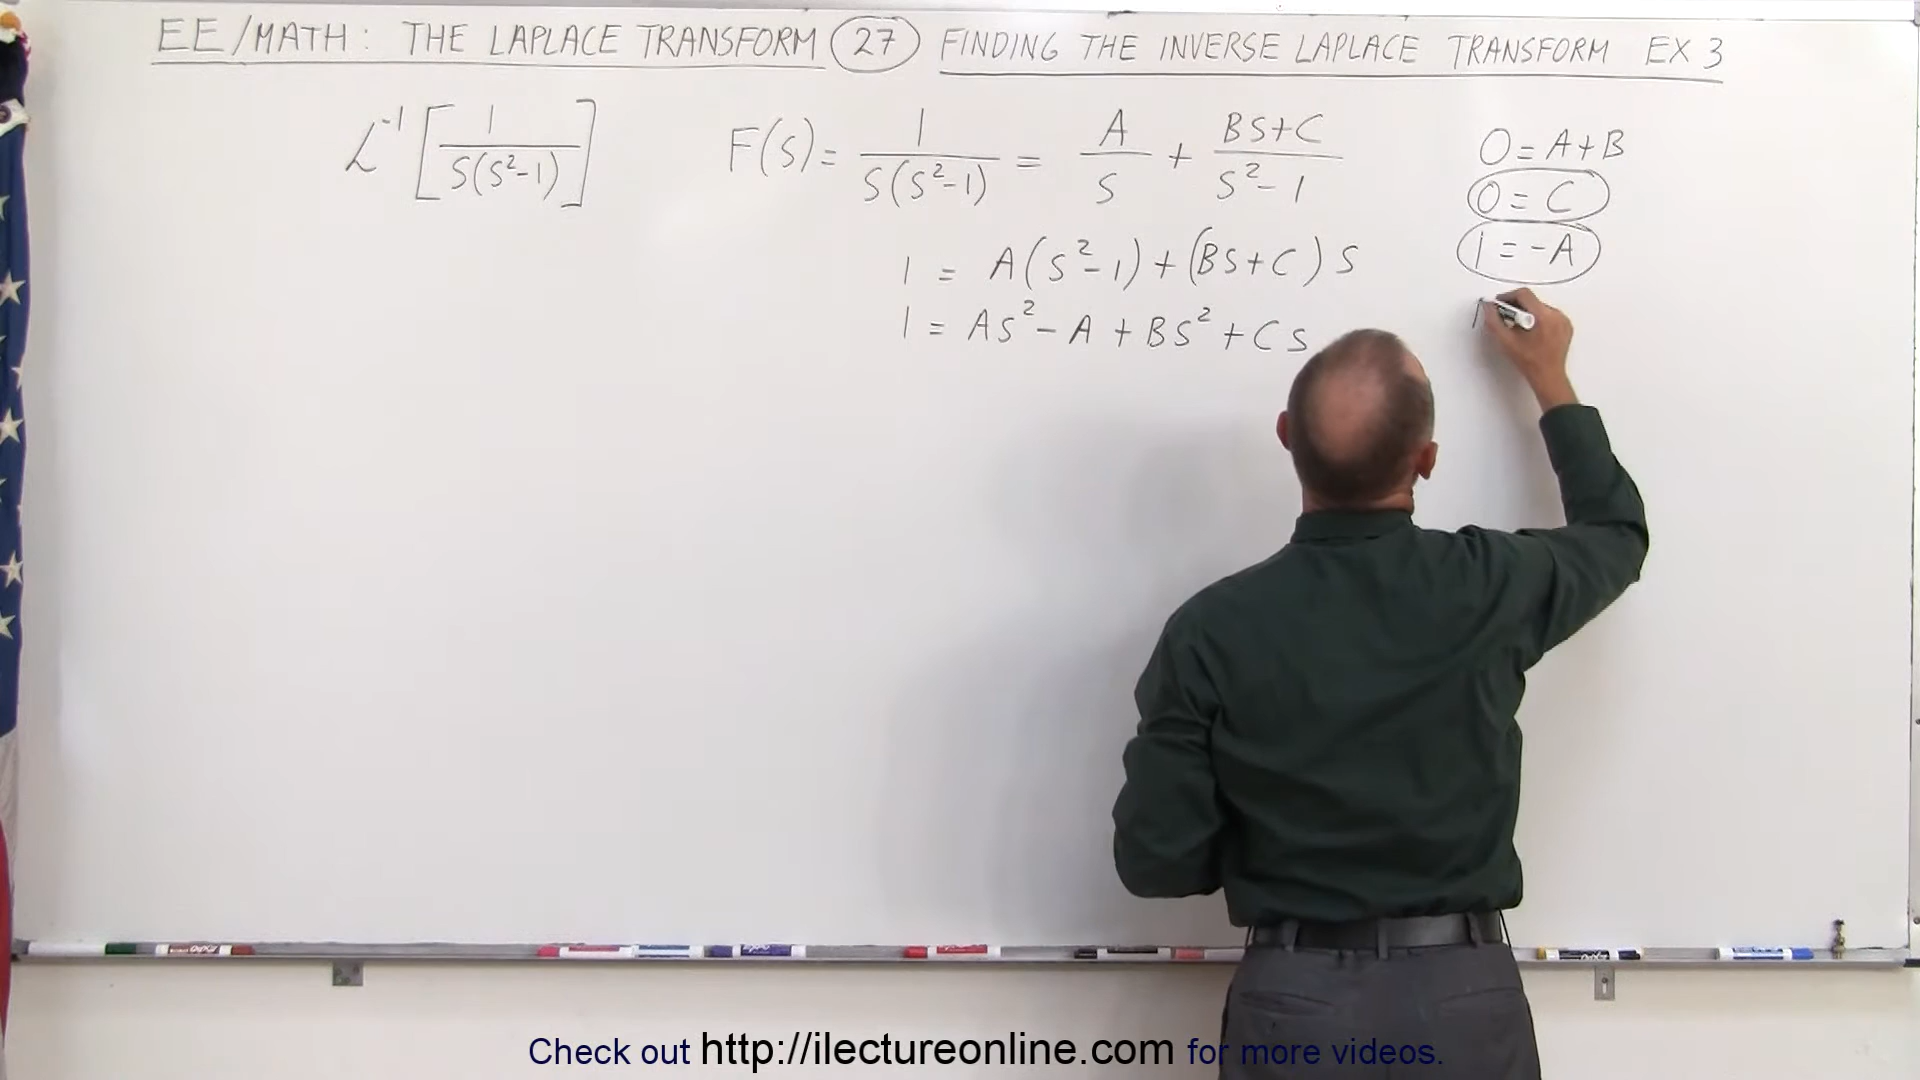 EE/MATH: THE LAPLACE TRANSFORM 27 FINDING THE INVERSE LAPLACE TRANSFORM EX 3
ℒ⁻¹ [1/(S(S²-1))]
F(S) = 1/(S(S²-1)) = A/S + (BS+C)/(S²-1)
1 = A(S²-1) + (BS+C) S
1 = AS² - A + BS² + CS
0 = A+B
0 = C
1 = -A
Check out http://ilectureonline.com for more videos.